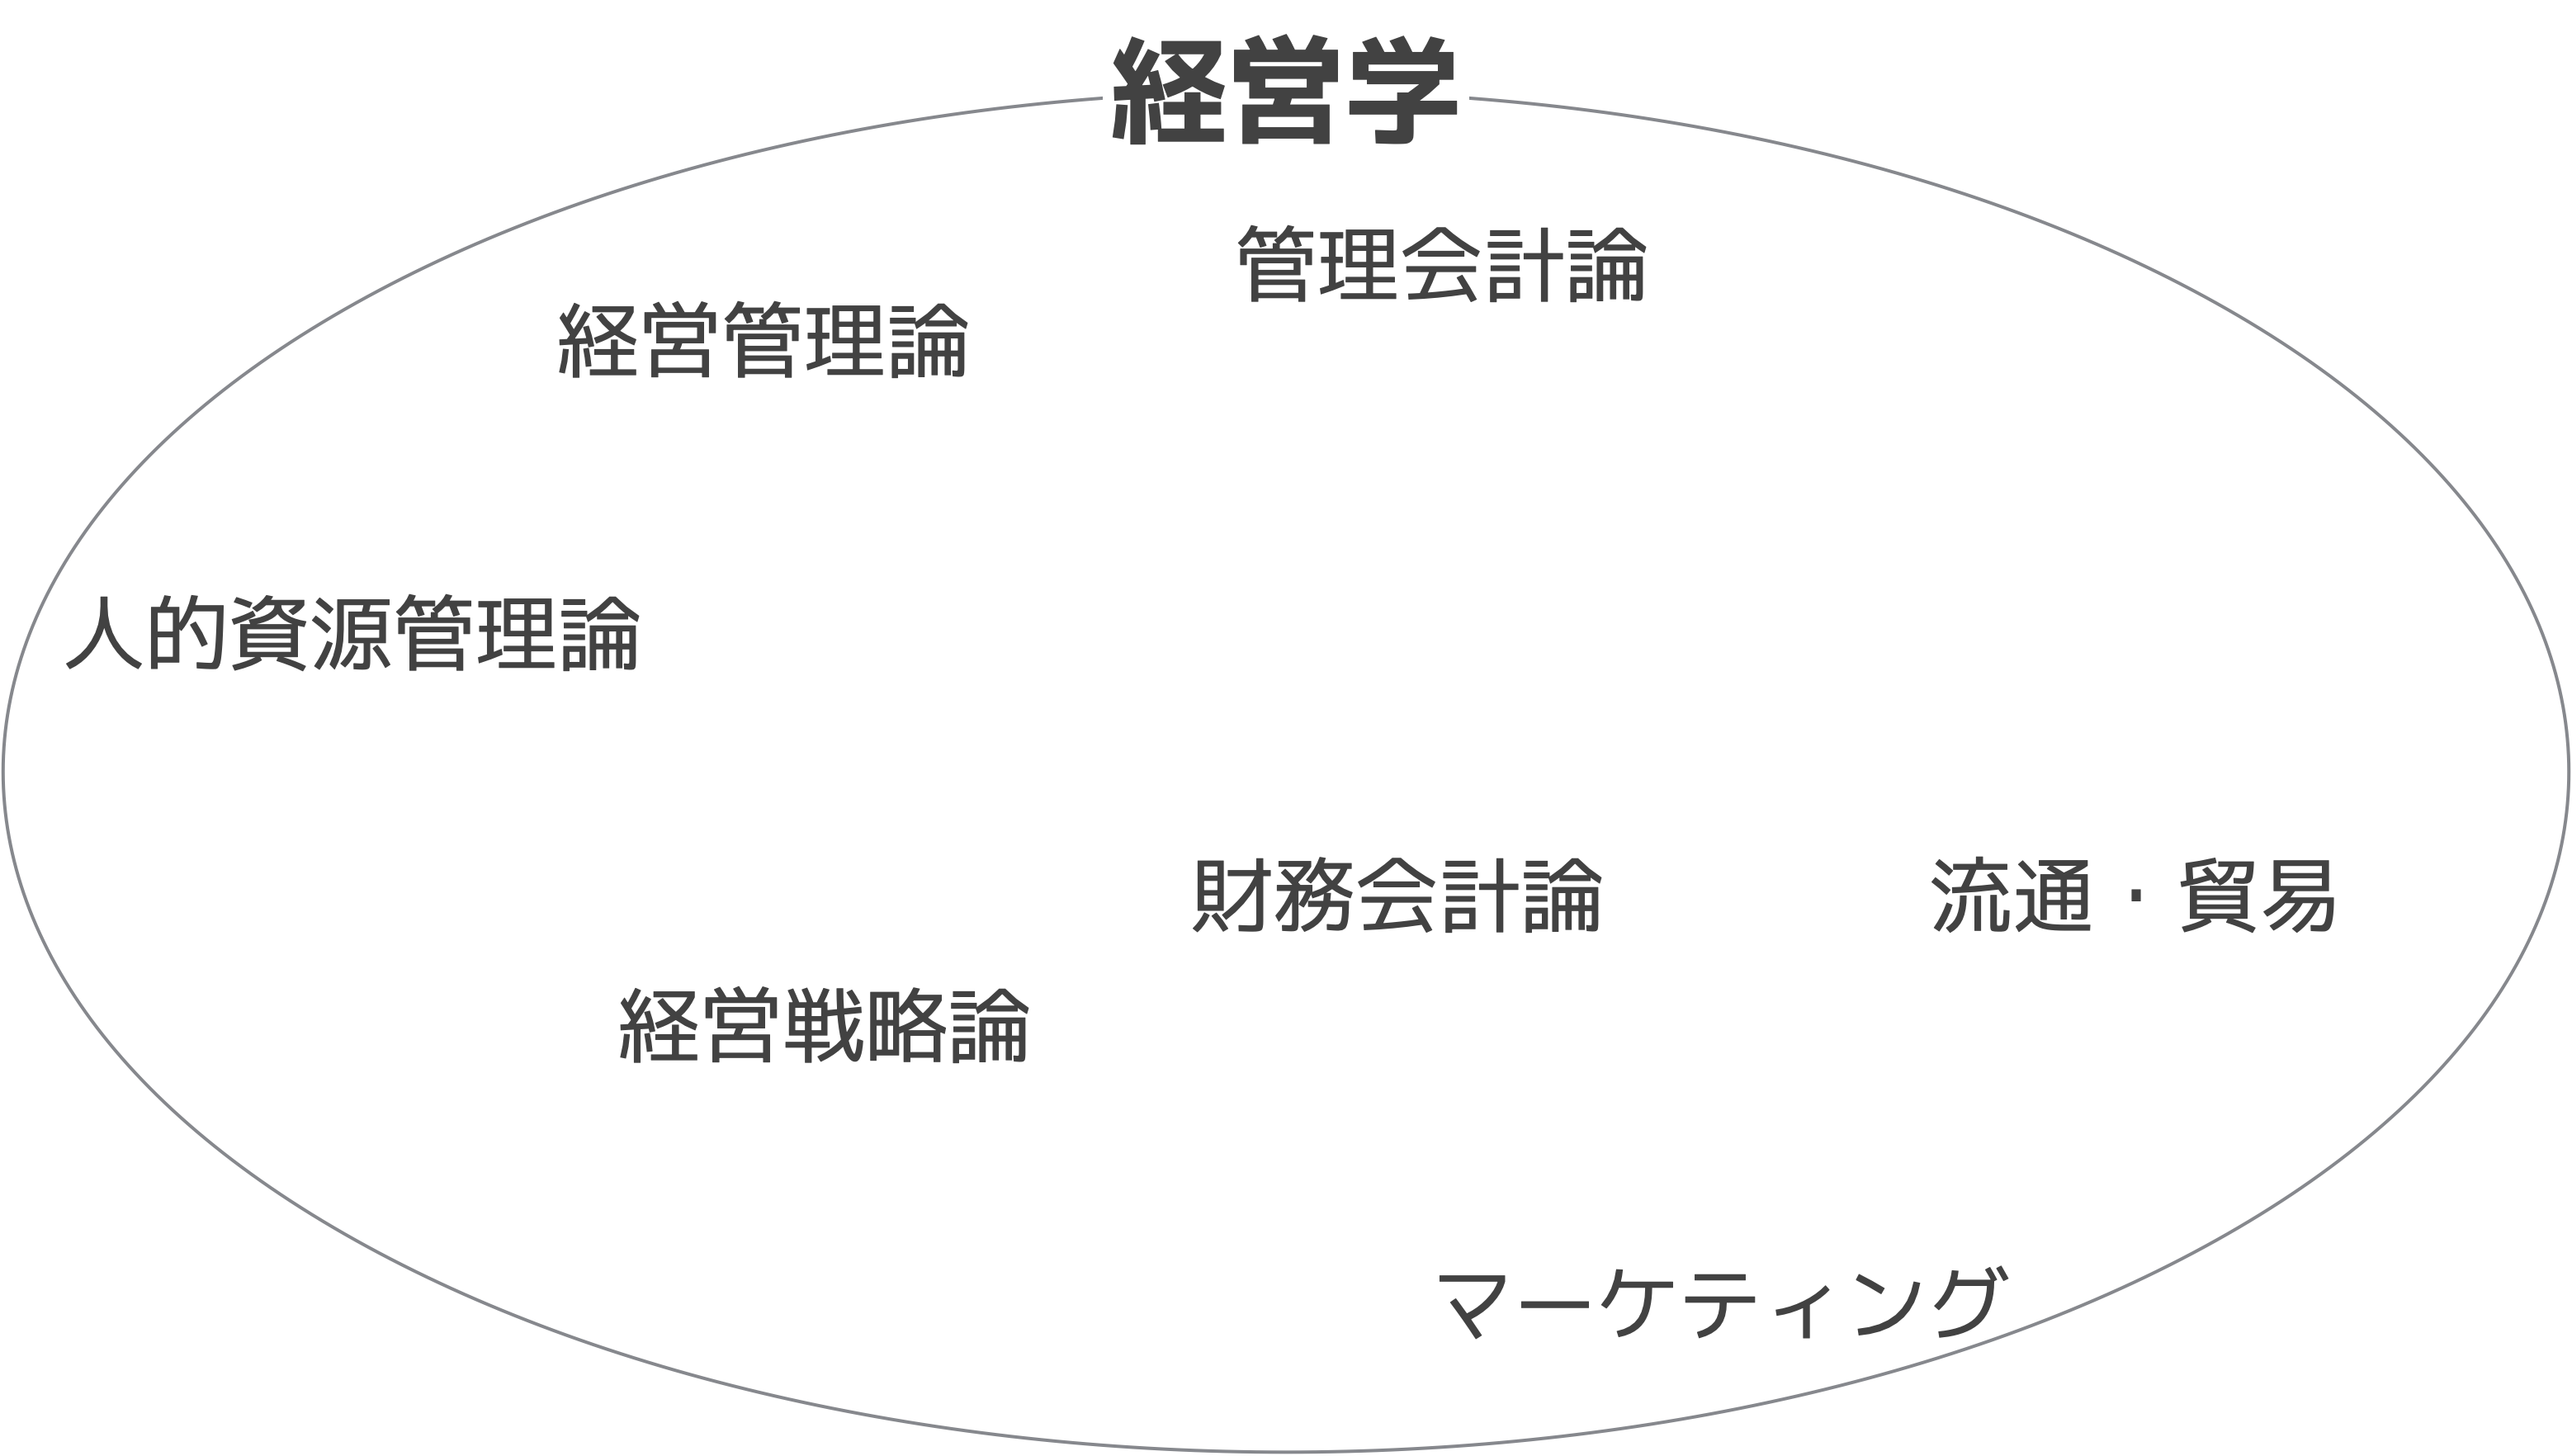 経営学
管理会計論
経営管理論
人的資源管理論
財務会計論
流通・貿易
経営戦略論
マーケティング